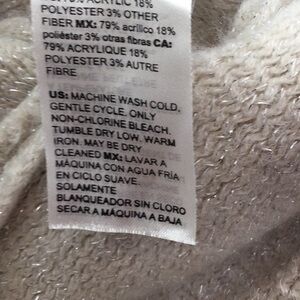 ACRYLIC 18%
POLYESTER 3% OTHER
FIBER MX: 79% acrílico 18%
poliéster 3% otras fibras CA:
79% ACRYLIQUE 18%
POLYESTER 3% AUTRE
FIBRE
US: MACHINE WASH COLD,
GENTLE CYCLE. ONLY
NON-CHLORINE BLEACH.
TUMBLE DRY LOW. WARM
IRON. MAY BE DRY
CLEANED MX: LAVAR A
MÁQUINA CON AGUA FRÍA
EN CICLO SUAVE.
SOLAMENTE
BLANQUEADOR SIN CLORO
SECAR A MÁQUINA A BAJA